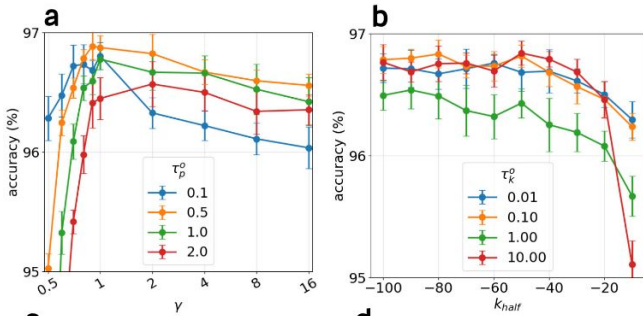 a
97
96
95
accuracy (%)
τ_p^o
0.1
0.5
1.0
2.0
0.5
1
2
4
8
16
γ
b
97
96
95
accuracy (%)
τ_k^o
0.01
0.10
1.00
10.00
−100
−80
−60
−40
−20
k_half
d